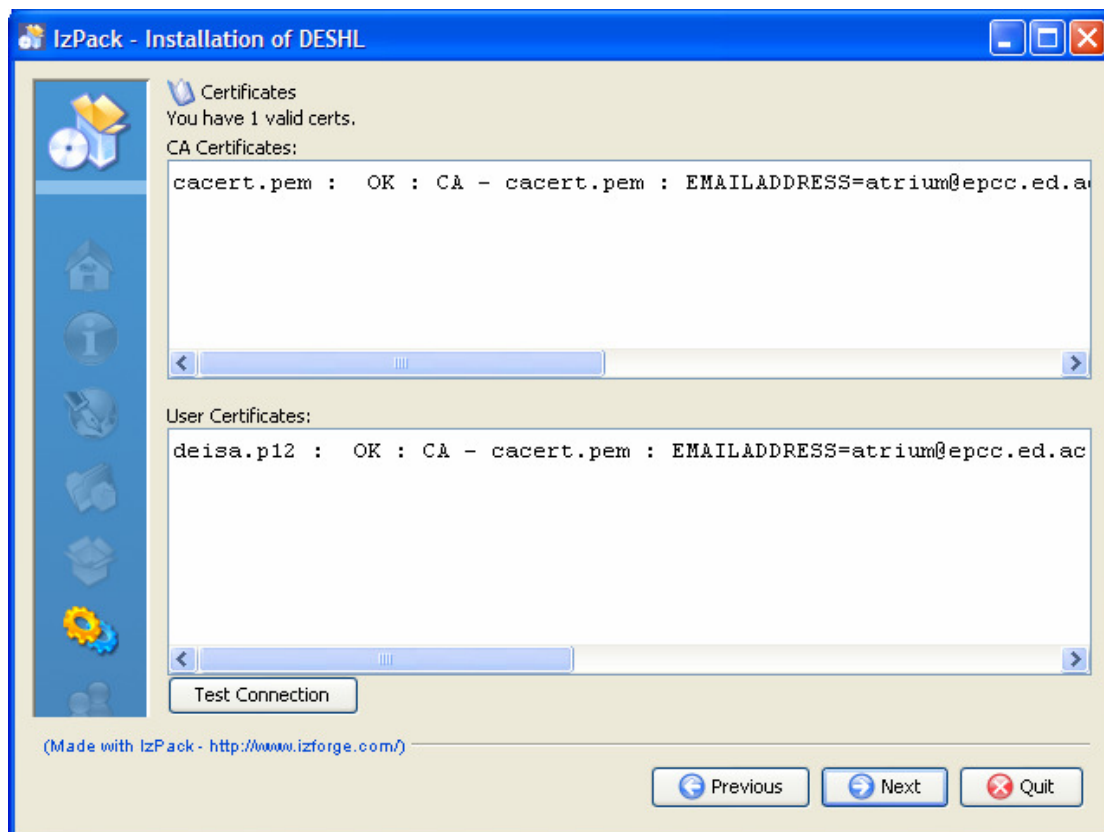 IzPack - Installation of DESHL
Certificates
You have 1 valid certs.
CA Certificates:
cacert.pem :  OK : CA - cacert.pem : EMAILADDRESS=atrium@epcc.ed.a
User Certificates:
deisa.p12 :  OK : CA - cacert.pem : EMAILADDRESS=atrium@epcc.ed.ac
Test Connection
(Made with IzPack - http://www.izforge.com/)
Previous
Next
Quit